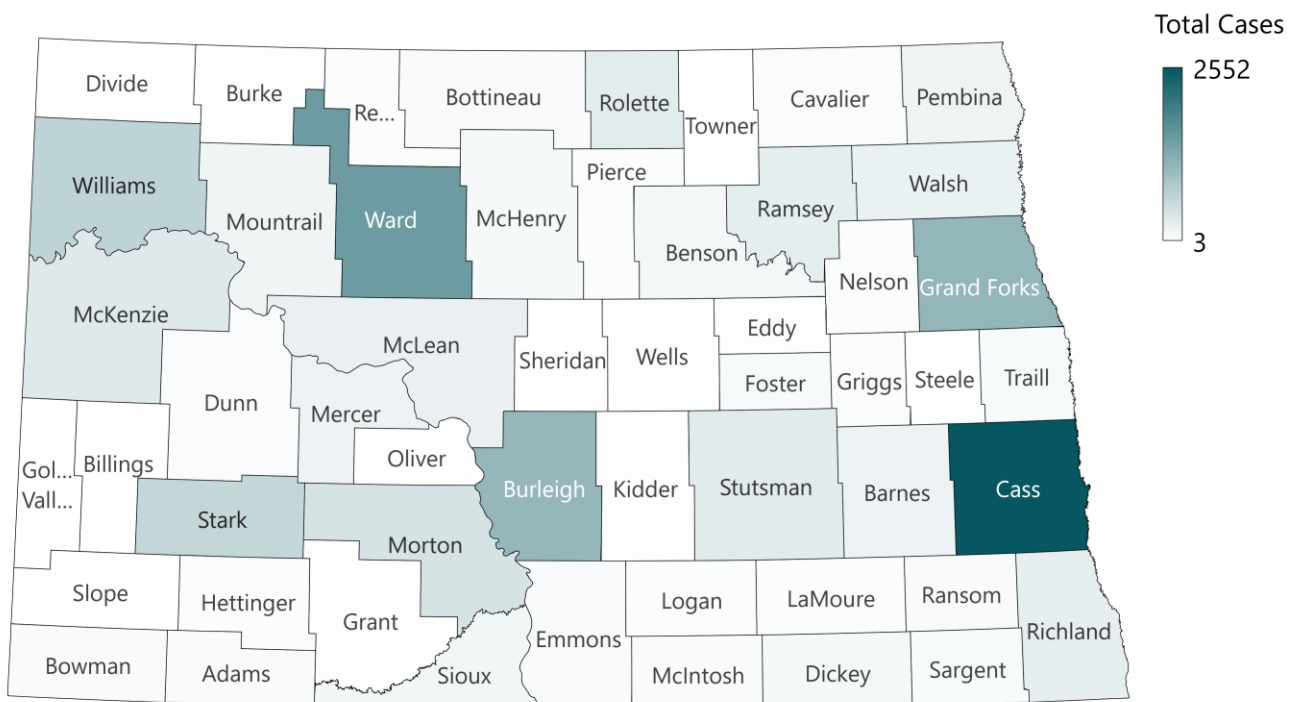 Total Cases
2552
3
Divide
Burke
Re...
Bottineau
Rolette
Towner
Cavalier
Pembina
Williams
Mountrail
Ward
McHenry
Pierce
Benson
Ramsey
Walsh
Nelson
Grand Forks
McKenzie
McLean
Sheridan
Wells
Eddy
Foster
Griggs
Steele
Traill
Dunn
Mercer
Oliver
Gol...
Vall...
Billings
Stark
Morton
Burleigh
Kidder
Stutsman
Barnes
Cass
Slope
Hettinger
Grant
Emmons
Logan
LaMoure
Ransom
Richland
Bowman
Adams
Sioux
McIntosh
Dickey
Sargent